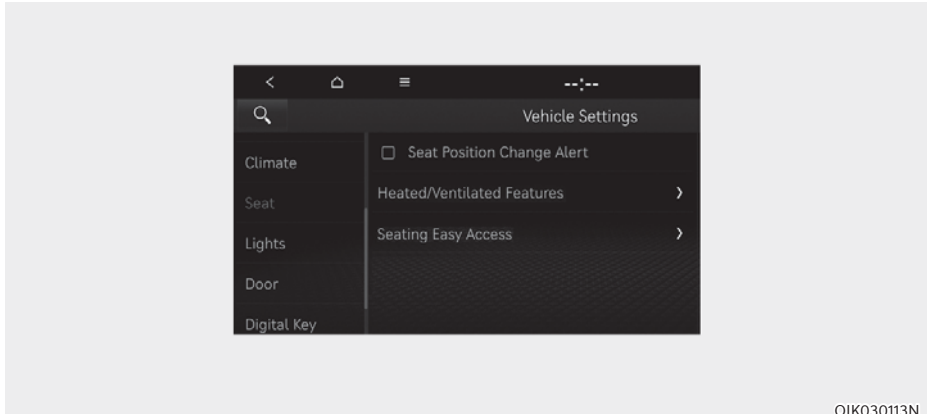 --:--
Vehicle Settings
Climate
Seat Position Change Alert
Seat
Heated/Ventilated Features
Lights
Seating Easy Access
Door
Digital Key
OIK030113N